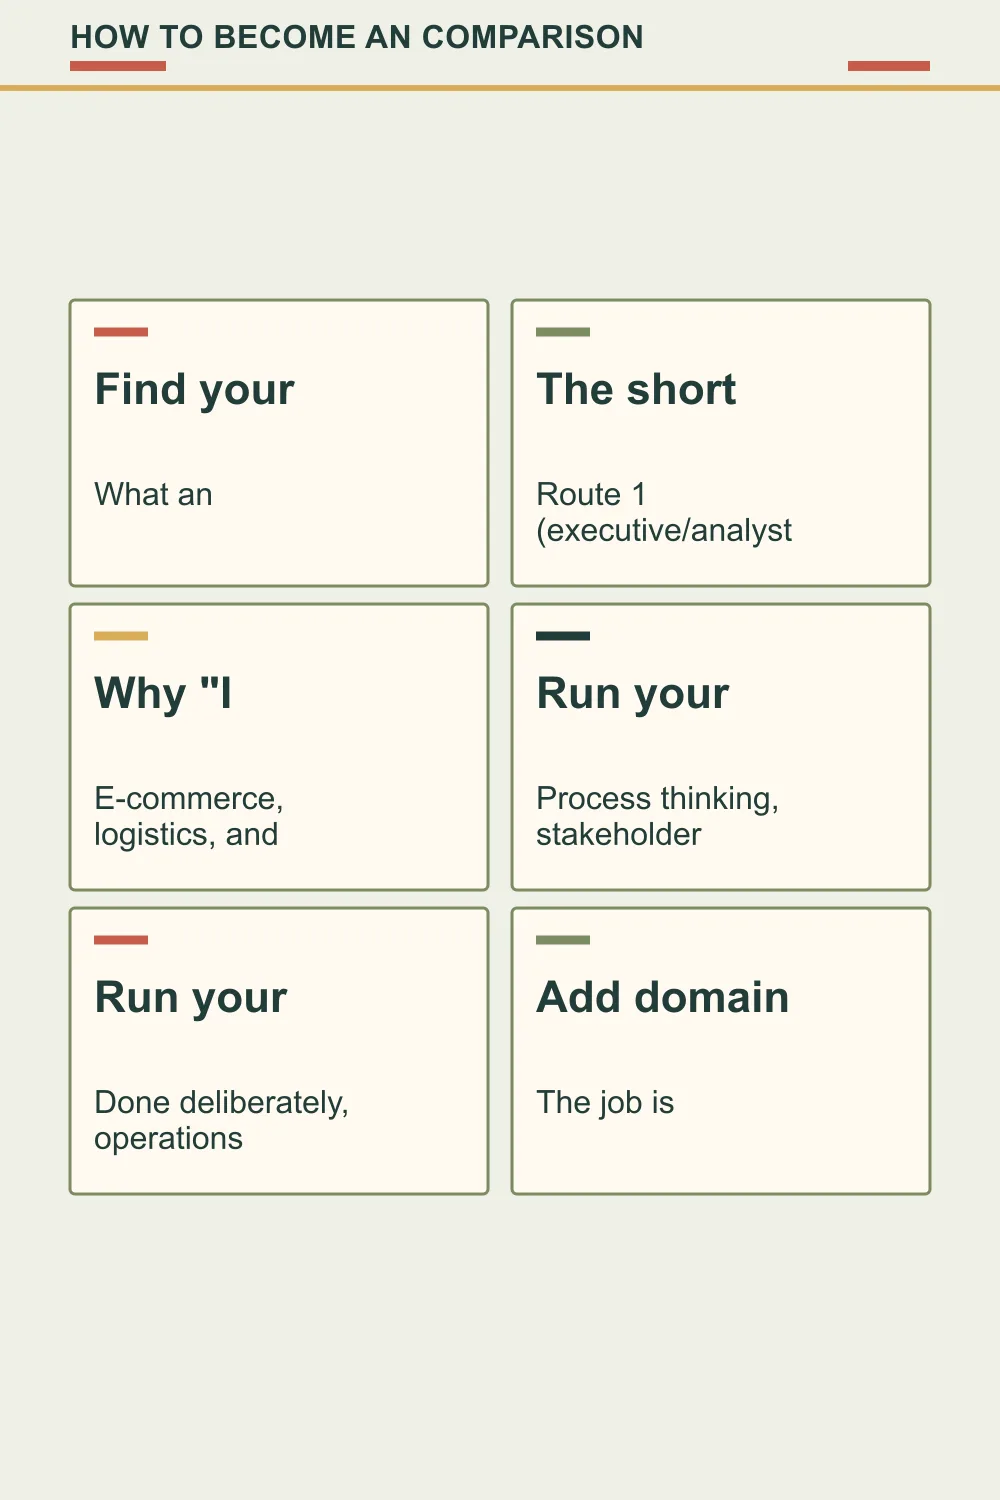 HOW TO BECOME AN COMPARISON
Find your
What an
The short
Route 1
(executive/analyst
Why "I
E-commerce,
logistics, and
Run your
Process thinking,
stakeholder
Run your
Done deliberately,
operations
Add domain
The job is